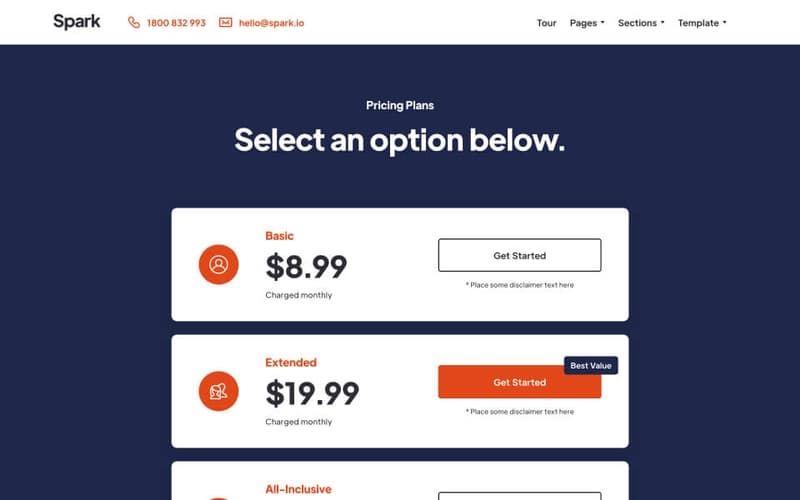 Spark
1800 832 993
hello@spark.io
Tour
Pages
Sections
Template
Pricing Plans
Select an option below.
Basic
$8.99
Charged monthly
Get Started
* Place some disclaimer text here
Extended
$19.99
Charged monthly
Best Value
Get Started
* Place some disclaimer text here
All-Inclusive